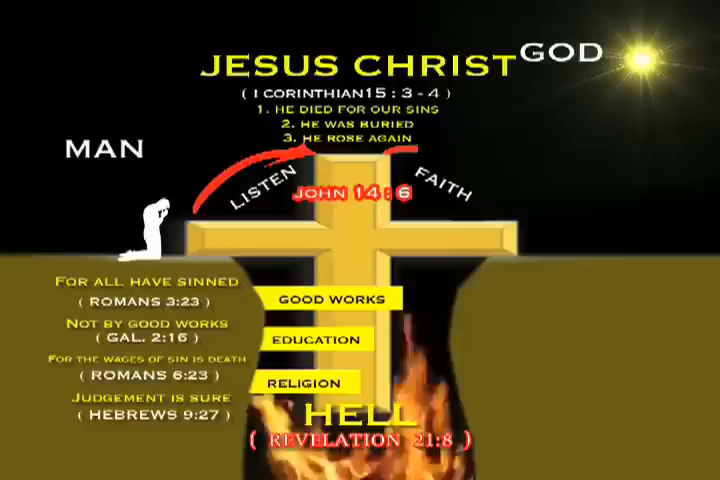 GOD
JESUS CHRIST
( I CORINTHIAN15 : 3 - 4 )
1. HE DIED FOR OUR SINS
2. HE WAS BURIED
3. HE ROSE AGAIN
MAN
LISTEN
FAITH
JOHN 14 : 6
FOR ALL HAVE SINNED
( ROMANS 3:23 )
NOT BY GOOD WORKS
( GAL. 2:16 )
FOR THE WAGES OF SIN IS DEATH
( ROMANS 6:23 )
JUDGEMENT IS SURE
( HEBREWS 9:27 )
GOOD WORKS
EDUCATION
RELIGION
HELL
( REVELATION 21:8 )